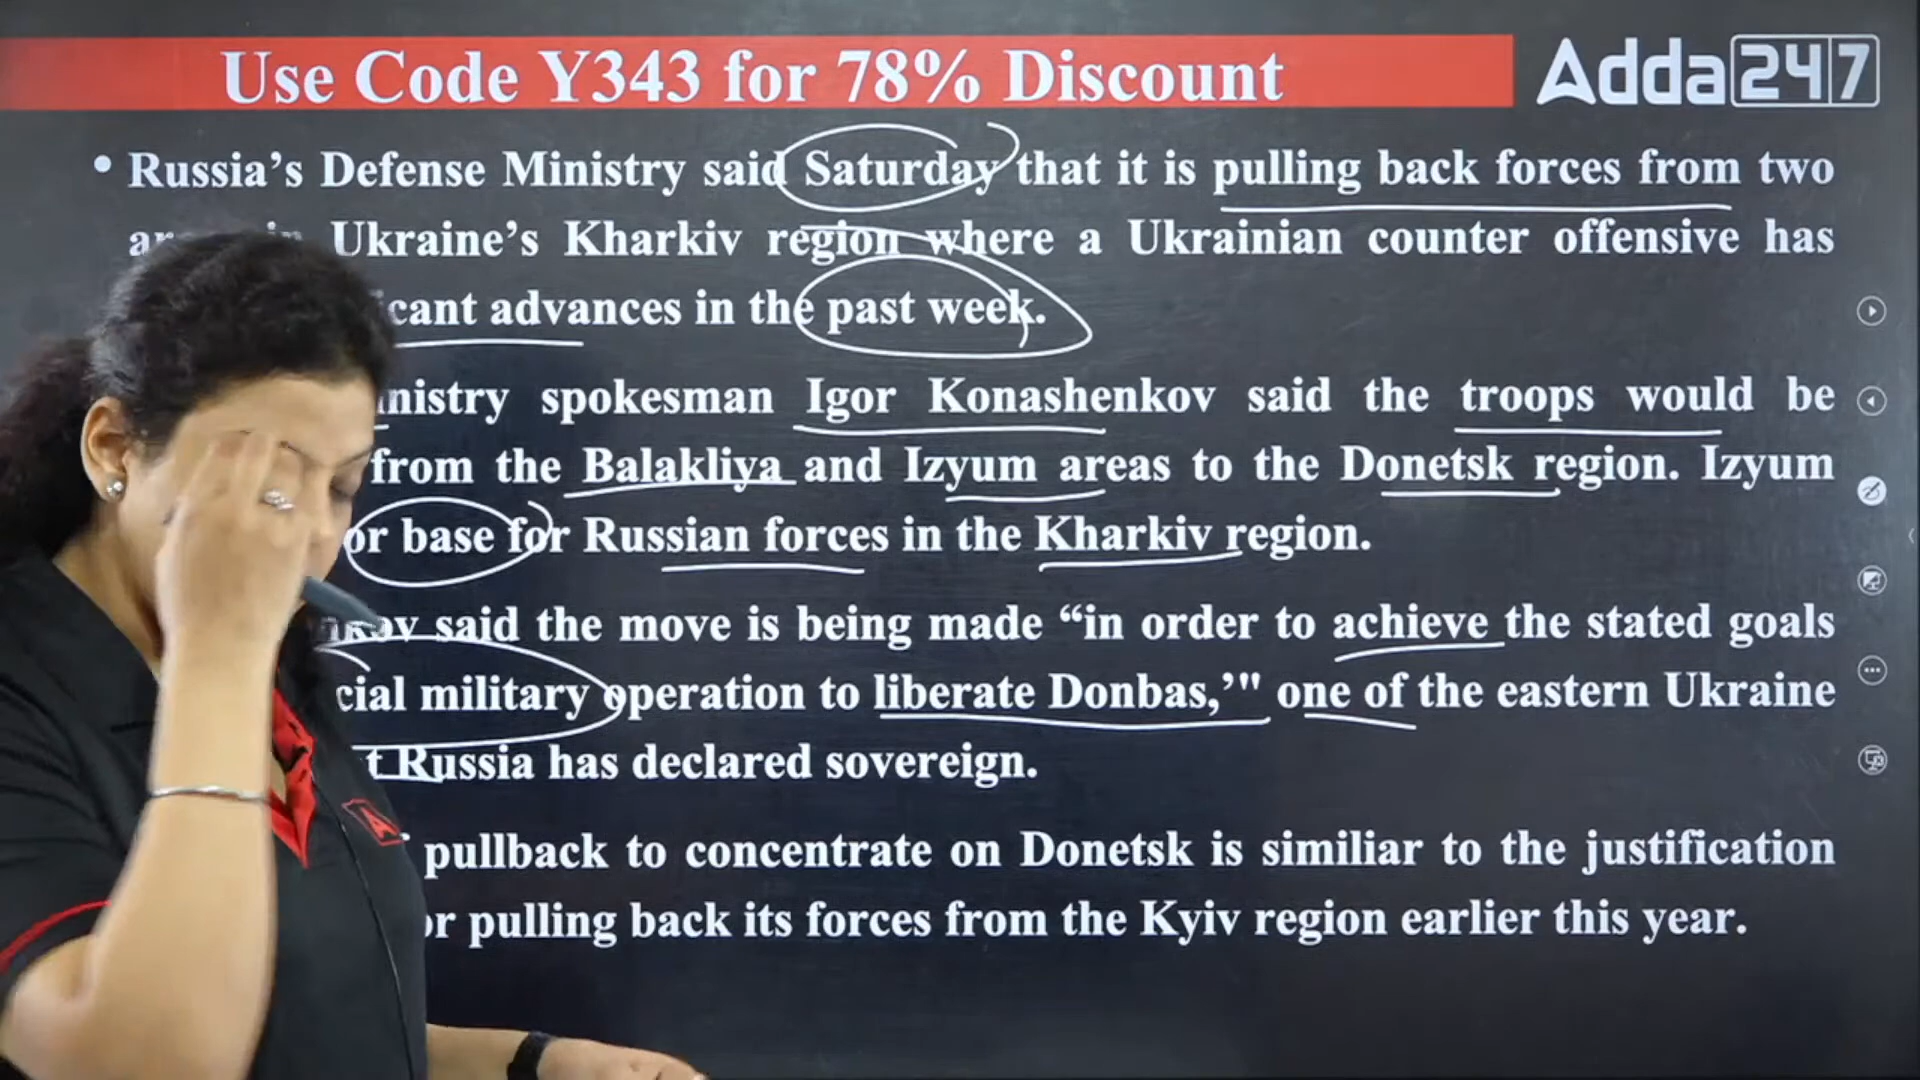 Use Code Y343 for 78% Discount
Adda247
• Russia’s Defense Ministry said Saturday that it is pulling back forces from two
in Ukraine’s Kharkiv region where a Ukrainian counter offensive has
advances in the past week.
spokesman Igor Konashenkov said the troops would be
from the Balakliya and Izyum areas to the Donetsk region. Izyum
base for Russian forces in the Kharkiv region.
said the move is being made “in order to achieve the stated goals
military operation to liberate Donbas,’" one of the eastern Ukraine
Russia has declared sovereign.
pullback to concentrate on Donetsk is similiar to the justification
pulling back its forces from the Kyiv region earlier this year.